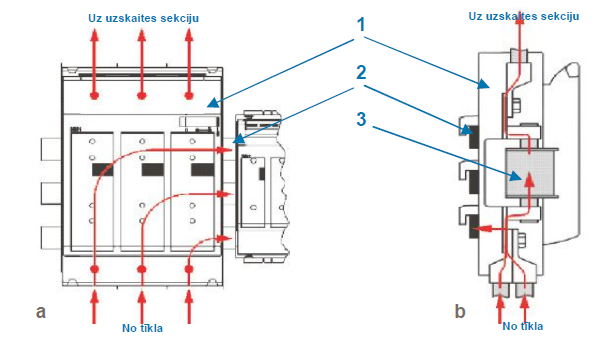 Uz uzskaites sekciju
Uz uzskaites sekciju
1
2
3
a
b
No tīkla
No tīkla